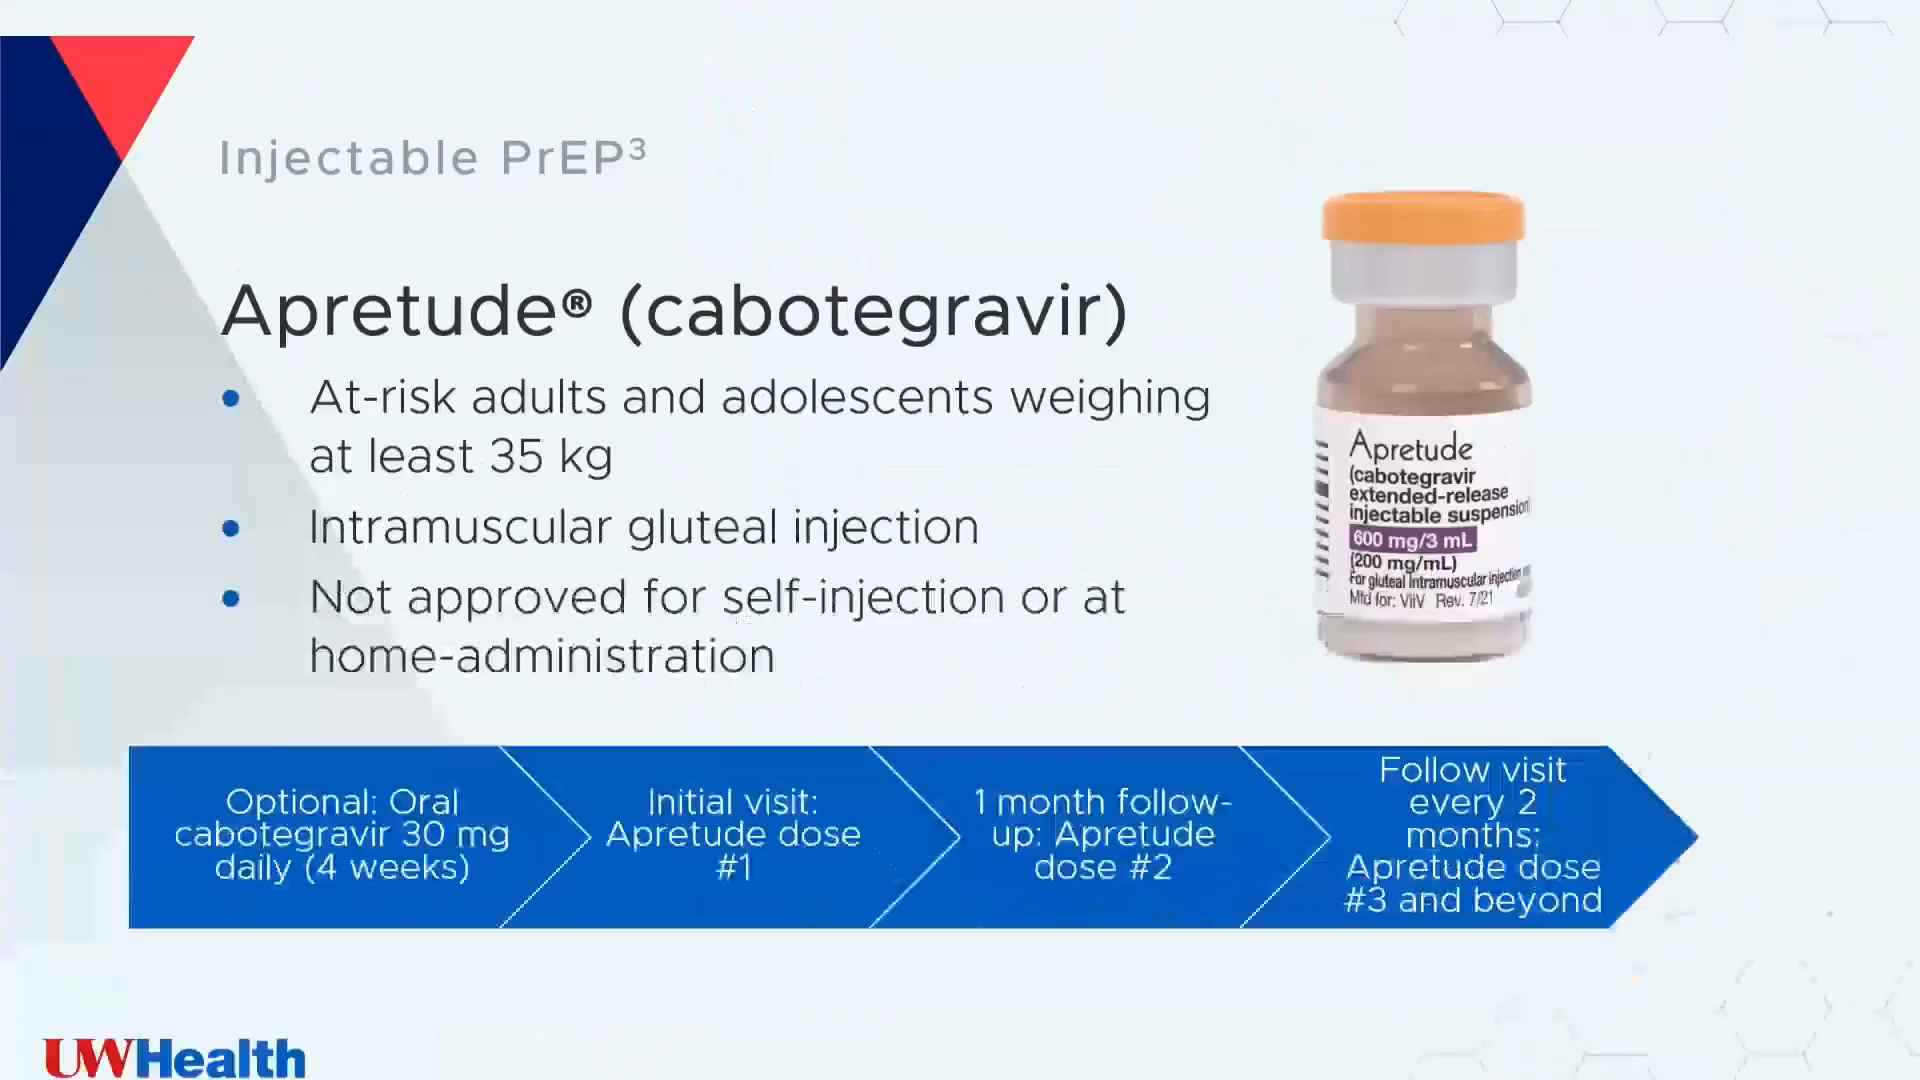 Injectable PrEP³
Apretude® (cabotegravir)
• At-risk adults and adolescents weighing
at least 35 kg
• Intramuscular gluteal injection
• Not approved for self-injection or at
home-administration
Apretude
(cabotegravir
extended-release
injectable suspension)
600 mg/3 mL
(200 mg/mL)
For gluteal intramuscular injection
Mfd for: ViiV Rev. 7/21
Optional: Oral
cabotegravir 30 mg
daily (4 weeks)
Initial visit:
Apretude dose
#1
1 month follow-
up: Apretude
dose #2
Follow visit
every 2
months:
Apretude dose
#3 and beyond
UWHealth